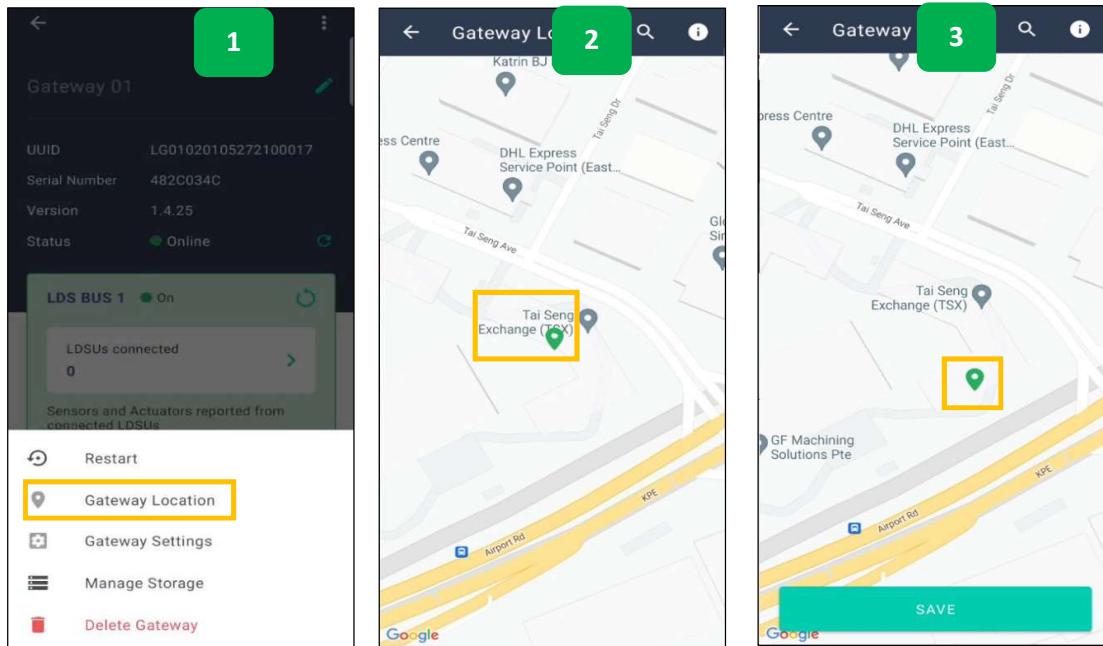 1
Gateway 01
UUID LG01020105272100017
Serial Number 482C034C
Version 1.4.25
Status Online
LDS BUS 1 On
LDSUs connected
0
Sensors and Actuators reported from
connected LDSUs
Restart
Gateway Location
Gateway Settings
Manage Storage
Delete Gateway
2
Gateway Lo
Katrin BJ
Tai Seng Dr
ess Centre
DHL Express
Service Point (East...
Glo
Sin
Tai Seng Ave
Tai Seng
Exchange (TSX)
KPE
Airport Rd
Google
3
Gateway
Tai Seng Dr
press Centre
DHL Express
Service Point (East...
Tai Seng Ave
Tai Seng
Exchange (TSX)
GF Machining
Solutions Pte
KPE
Airport Rd
SAVE
Google